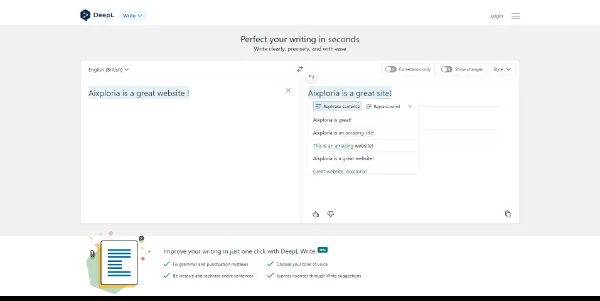 DeepL Write Login
Perfect your writing in seconds
Write clearly, precisely, and with ease
English (British) Corrections only Show changes Style
Aixploria is a great website ! Aixploria is a great site!
Rephrase sentence Replace word
Aixploria is great!
Aixploria is an amazing site!
This is an amazing website!
Aixploria is a great website!
Great website, Aixploria!
Improve your writing in just one click with DeepL Write
Fix grammar and punctuation mistakes Choose your tone of voice
Be creative and rephrase entire sentences Express nuances through Write suggestions